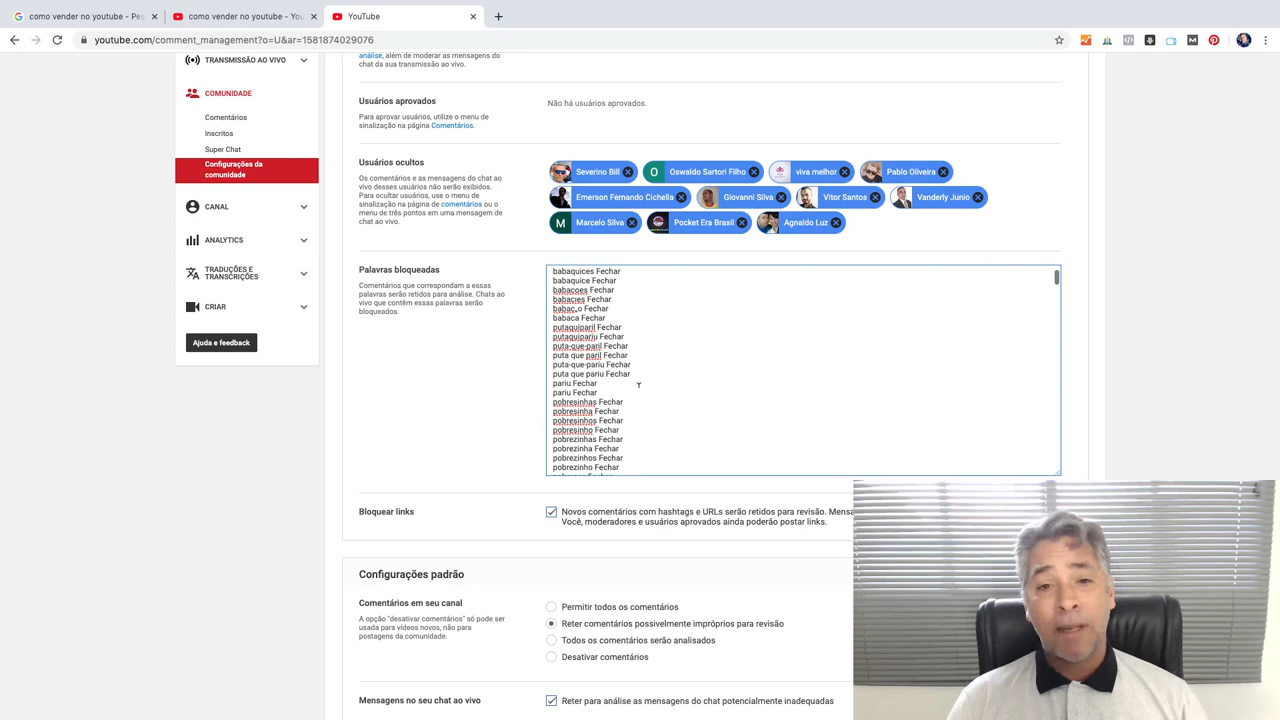 como vender no youtube - Pes
como vender no youtube - You
YouTube
youtube.com/comment_management?o=U&ar=1581874029076
TRANSMISSÃO AO VIVO
COMUNIDADE
Comentários
Inscritos
Super Chat
Configurações da
comunidade
CANAL
ANALYTICS
TRADUÇÕES E
TRANSCRIÇÕES
CRIAR
Ajuda e feedback
análise, além de moderar as mensagens do
chat da sua transmissão ao vivo.
Usuários aprovados
Para aprovar usuários, utilize o menu de
sinalização na página Comentários.
Não há usuários aprovados.
Usuários ocultos
Os comentários e as mensagens do chat ao
vivo desses usuários não serão exibidos.
Para ocultar usuários, use o menu de
sinalização na página de comentários ou o
menu de três pontos em uma mensagem de
chat ao vivo.
Severino Bill
Oswaldo Sartori Filho
viva melhor
Pablo Oliveira
Emerson Fernando Cichella
Giovanni Silva
Vitor Santos
Vanderly Junio
M Marcelo Silva
Pocket Era Brasil
Agnaldo Luz
Palavras bloqueadas
Comentários que correspondam a essas
palavras serão retidos para análise. Chats ao
vivo que contêm essas palavras serão
bloqueados.
babaquices Fechar
babaquice Fechar
babacoes Fechar
babacıes Fechar
babac„o Fechar
babaca Fechar
putaquiparil Fechar
putaquipariu Fechar
puta-que-paril Fechar
puta que paril Fechar
puta-que-pariu Fechar
puta que pariu Fechar
pariu Fechar
pariu Fechar
pobresinhas Fechar
pobresinha Fechar
pobresinhos Fechar
pobresinho Fechar
pobrezinhas Fechar
pobrezinha Fechar
pobrezinhos Fechar
pobrezinho Fechar
Bloquear links
Novos comentários com hashtags e URLs serão retidos para revisão. Mensa
Você, moderadores e usuários aprovados ainda poderão postar links.
Configurações padrão
Comentários em seu canal
A opção "desativar comentários" só pode ser
usada para vídeos novos, não para
postagens da comunidade.
Permitir todos os comentários
Reter comentários possivelmente impróprios para revisão
Todos os comentários serão analisados
Desativar comentários
Mensagens no seu chat ao vivo
Reter para análise as mensagens do chat potencialmente inadequadas